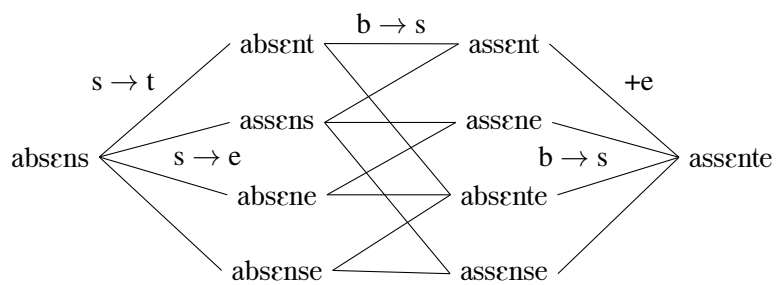 b → s
absɛnt assɛnt
s → t +e
assɛns assɛne
absɛns s → e b → s assɛnte
absɛne absɛnte
absɛnse assɛnse